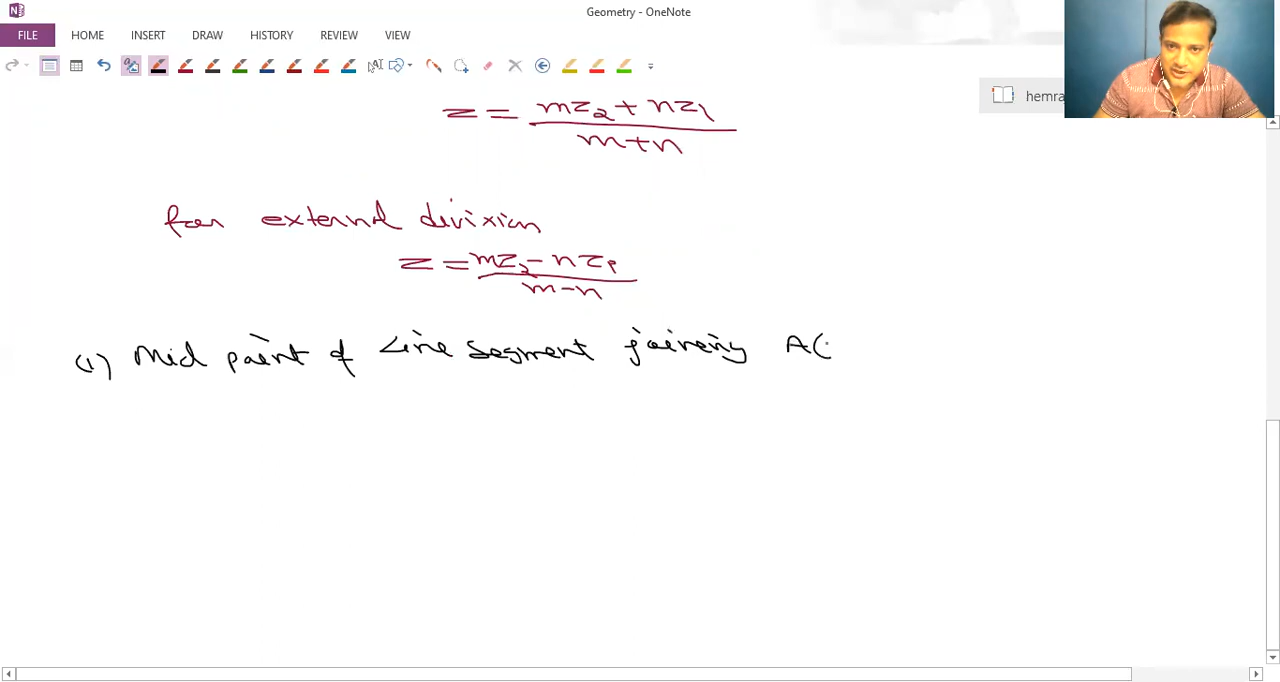 Geometry - OneNote
FILE HOME INSERT DRAW HISTORY REVIEW VIEW
hemra
z = mz₂ + nz₁
m + n
for external division
z = mz₂ - nz₁
m - n
(1) Mid point of Line segment joining A(